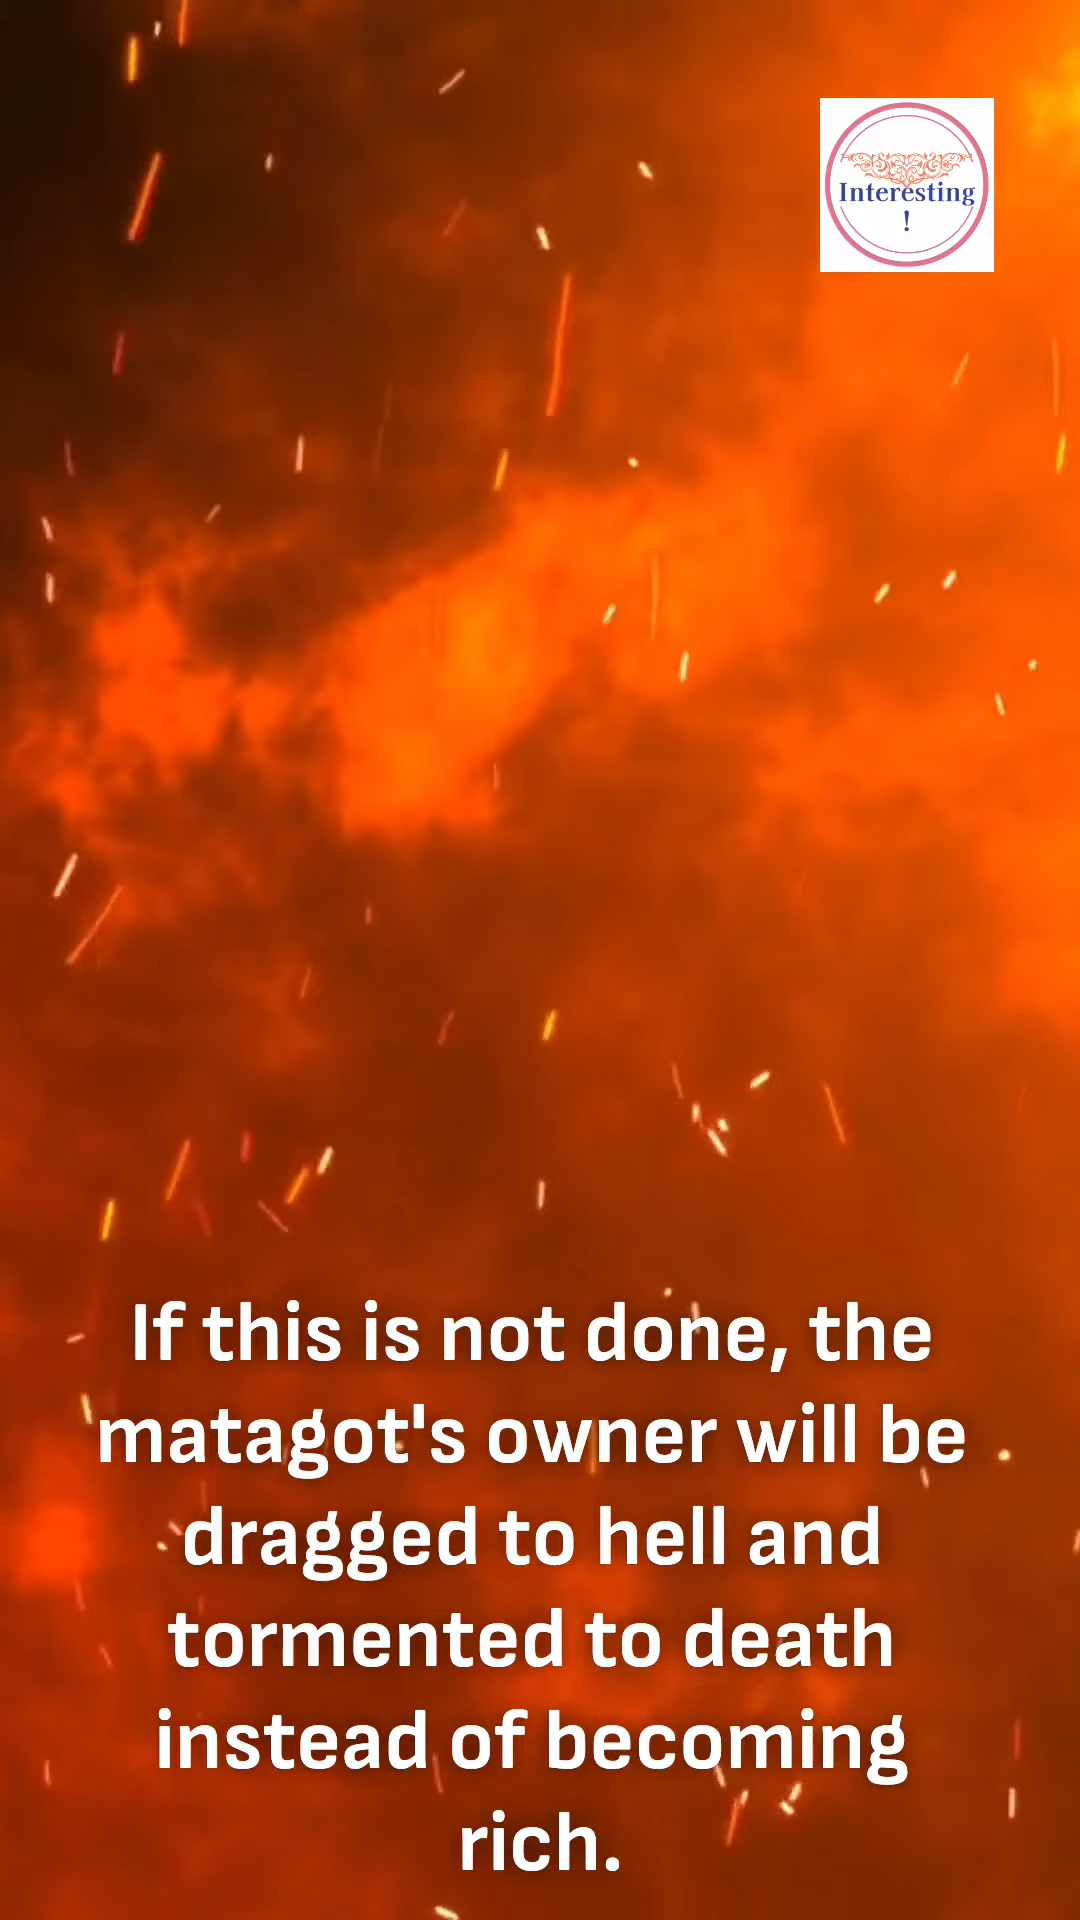 Interesting
!
If this is not done, the
matagot's owner will be
dragged to hell and
tormented to death
instead of becoming
rich.